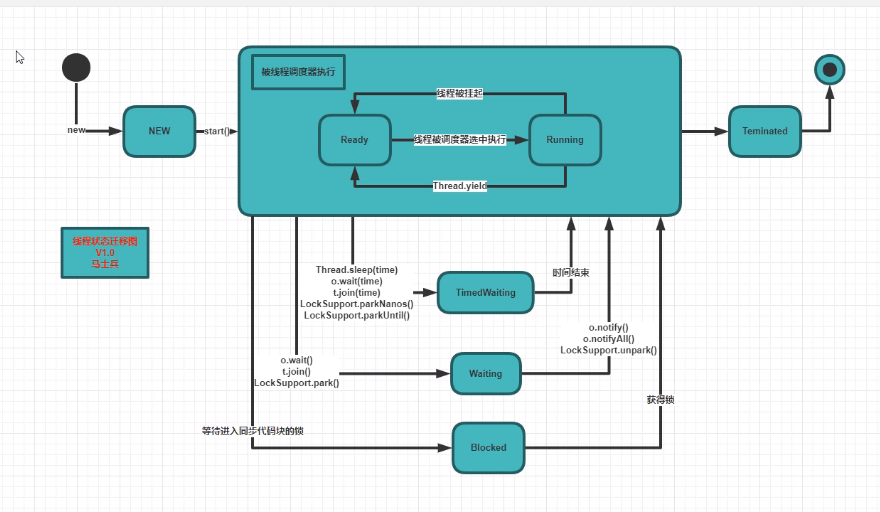 被线程调度器执行
线程被挂起
new
NEW
start()
Ready
线程被调度器选中执行
Running
Teminated
Thread.yield
线程状态迁移图
V1.0
马士兵
Thread.sleep(time)
o.wait(time)
t.join(time)
LockSupport.parkNanos()
LockSupport.parkUntil()
TimedWaiting
时间结束
o.wait()
t.join()
LockSupport.park()
Waiting
o.notify()
o.notifyAll()
LockSupport.unpark()
等待进入同步代码块的锁
Blocked
获得锁